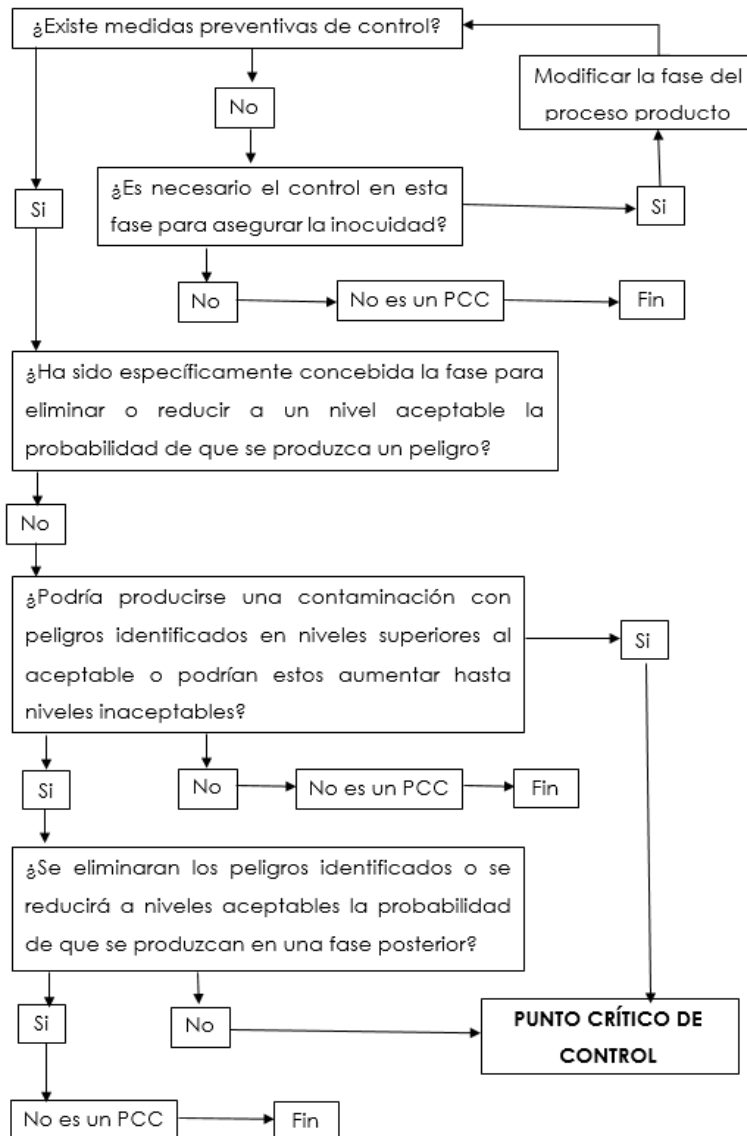 ¿Existe medidas preventivas de control?
Modificar la fase del
proceso producto
No
¿Es necesario el control en esta
fase para asegurar la inocuidad?
Si
Si
No
No es un PCC
Fin
¿Ha sido específicamente concebida la fase para
eliminar o reducir a un nivel aceptable la
probabilidad de que se produzca un peligro?
No
¿Podría producirse una contaminación con
peligros identificados en niveles superiores al
aceptable o podrían estos aumentar hasta
niveles inaceptables?
Si
Si
No
No es un PCC
Fin
¿Se eliminaran los peligros identificados o se
reducirá a niveles aceptables la probabilidad
de que se produzcan en una fase posterior?
Si
No
PUNTO CRÍTICO DE
CONTROL
No es un PCC
Fin